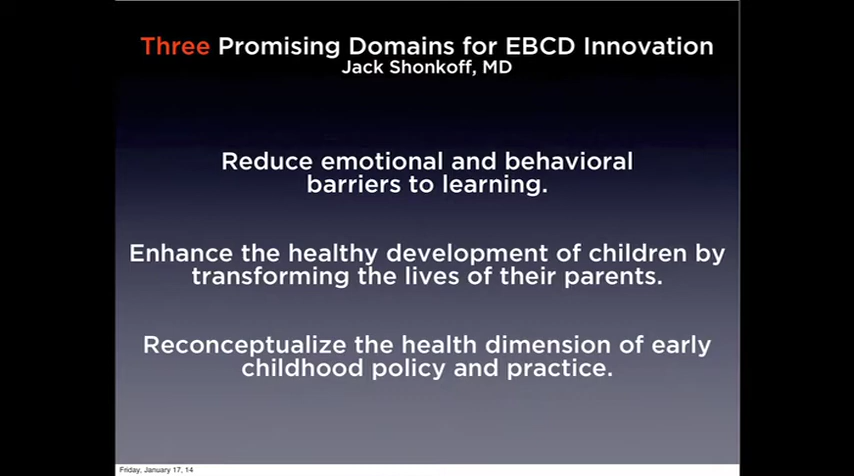 Three Promising Domains for EBCD Innovation
Jack Shonkoff, MD
Reduce emotional and behavioral
barriers to learning.
Enhance the healthy development of children by
transforming the lives of their parents.
Reconceptualize the health dimension of early
childhood policy and practice.
Friday, January 17, 14